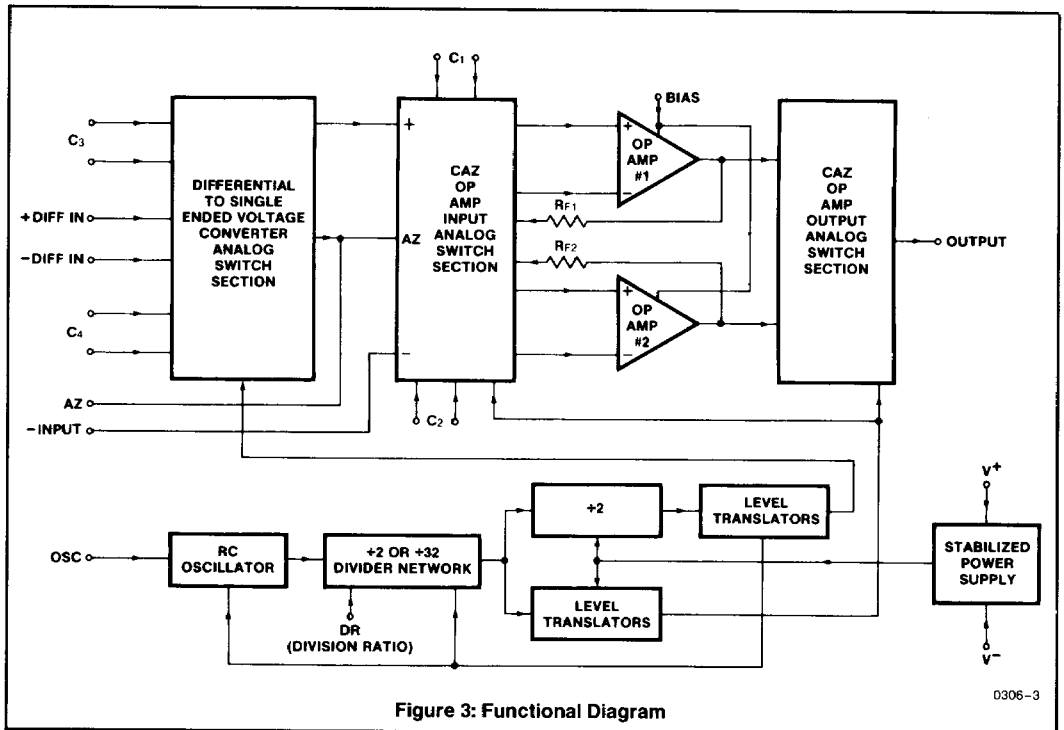 C1
BIAS
C3
+DIFF IN
−DIFF IN
C4
AZ
−INPUT
DIFFERENTIAL
TO SINGLE
ENDED VOLTAGE
CONVERTER
ANALOG
SWITCH
SECTION
+
AZ
−
CAZ
OP
AMP
INPUT
ANALOG
SWITCH
SECTION
C2
+
−
OP
AMP
#1
RF1
RF2
+
−
OP
AMP
#2
CAZ
OP
AMP
OUTPUT
ANALOG
SWITCH
SECTION
OUTPUT
OSC
RC
OSCILLATOR
÷2 OR ÷32
DIVIDER NETWORK
DR
(DIVISION RATIO)
÷2
LEVEL
TRANSLATORS
LEVEL
TRANSLATORS
V+
STABILIZED
POWER
SUPPLY
V−
0306–3
Figure 3: Functional Diagram